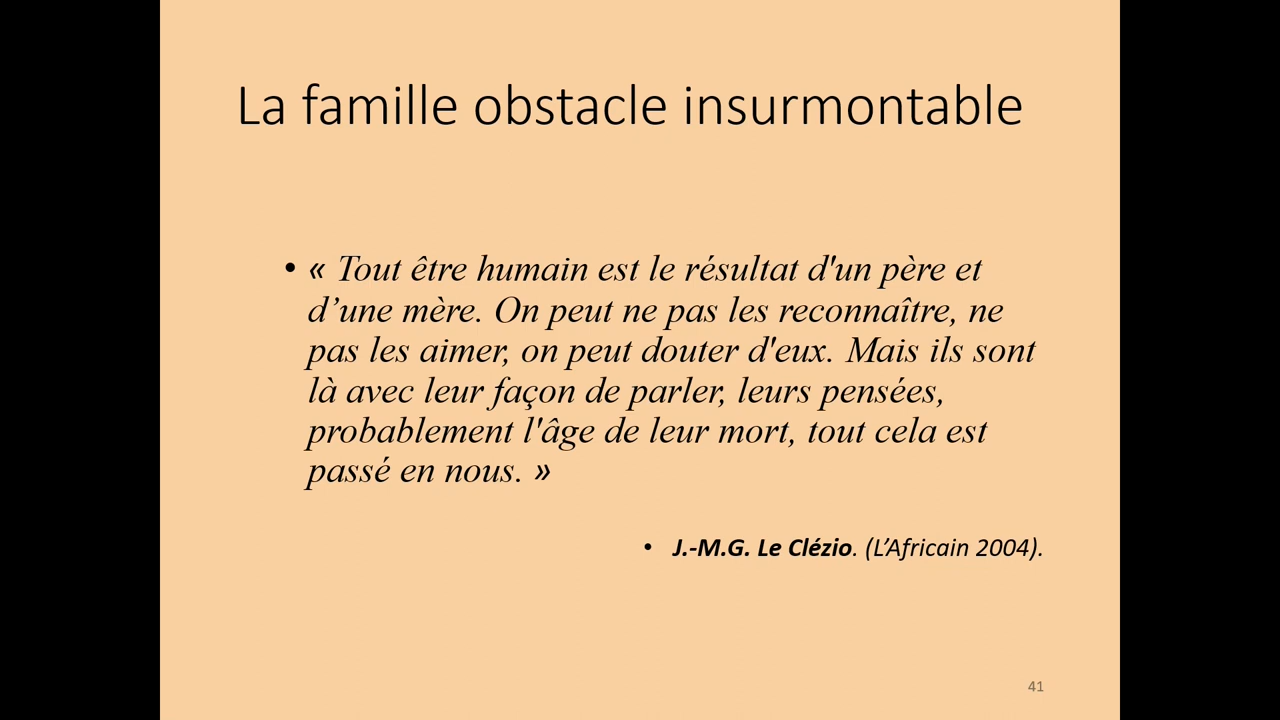 La famille obstacle insurmontable
• « Tout être humain est le résultat d'un père et
d’une mère. On peut ne pas les reconnaître, ne
pas les aimer, on peut douter d'eux. Mais ils sont
là avec leur façon de parler, leurs pensées,
probablement l'âge de leur mort, tout cela est
passé en nous. »
• J.-M.G. Le Clézio. (L’Africain 2004).
41